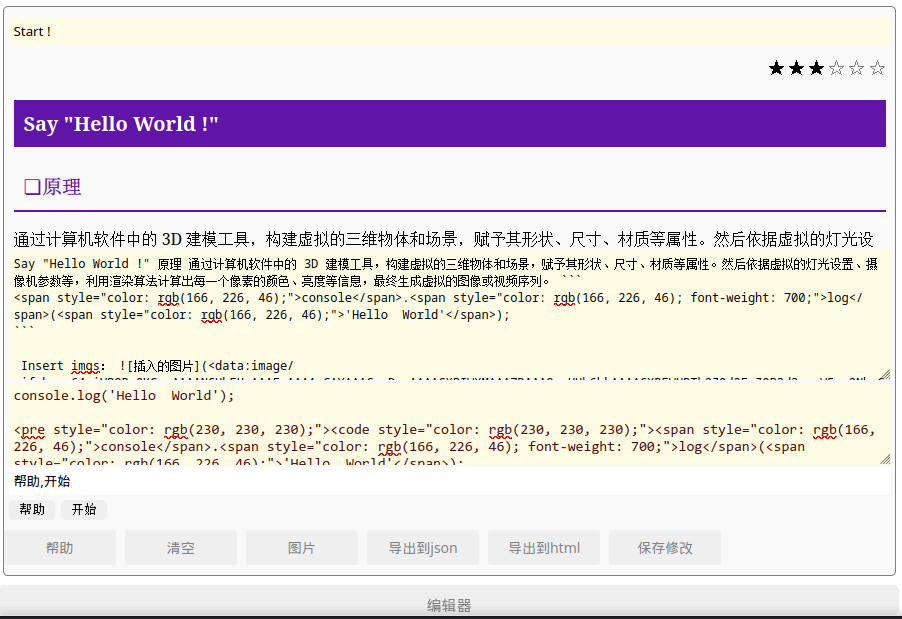 Start !
★★★☆☆☆
Say "Hello World !"
❏原理
通过计算机软件中的 3D 建模工具，构建虚拟的三维物体和场景，赋予其形状、尺寸、材质等属性。然后依据虚拟的灯光设
Say "Hello World !" 原理 通过计算机软件中的 3D 建模工具，构建虚拟的三维物体和场景，赋予其形状、尺寸、材质等属性。然后依据虚拟的灯光设置、摄
像机参数等，利用渲染算法计算出每一个像素的颜色、亮度等信息，最终生成虚拟的图像或视频序列。 ```
<span style="color: rgb(166, 226, 46);">console</span>.<span style="color: rgb(166, 226, 46); font-weight: 700;">log</
span>(<span style="color: rgb(166, 226, 46);">'Hello  World'</span>);
```
Insert imgs： ![插入的图片](<data:image/
console.log('Hello  World');
<pre style="color: rgb(230, 230, 230);"><code style="color: rgb(230, 230, 230);"><span style="color: rgb(166,
226, 46);">console</span>.<span style="color: rgb(166, 226, 46); font-weight: 700;">log</span>(<span
style="color: rgb(166, 226, 46);">'Hello  World'</span>);
帮助,开始
帮助 开始
帮助 清空 图片 导出到json 导出到html 保存修改
编辑器